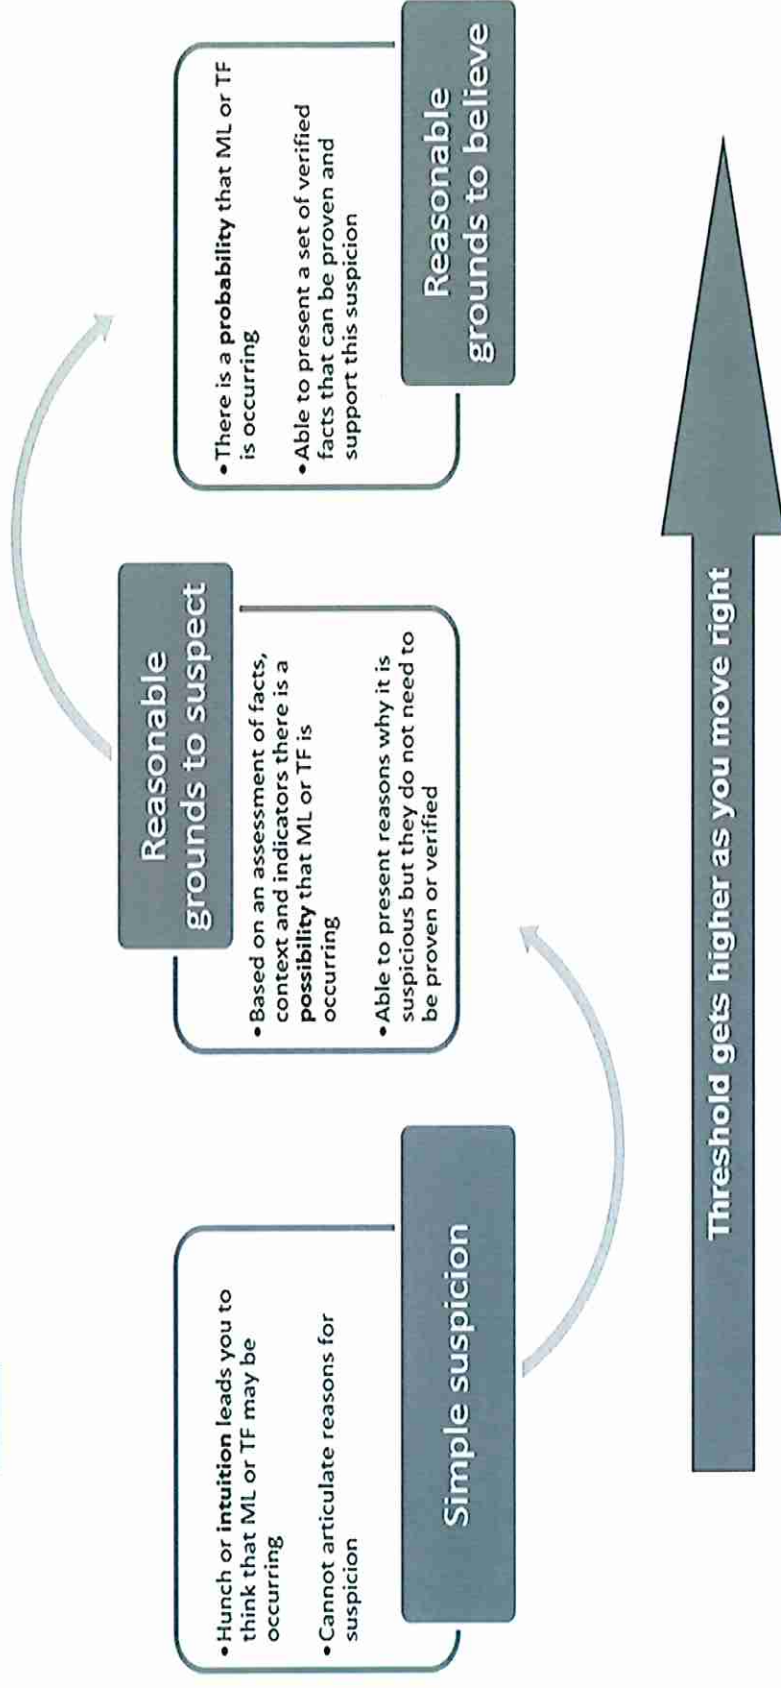 •Hunch or intuition leads you to
think that ML or TF may be
occurring
•Cannot articulate reasons for
suspicion
Simple suspicion
Reasonable
grounds to suspect
•Based on an assessment of facts,
context and indicators there is a
possibility that ML or TF is
occurring
•Able to present reasons why it is
suspicious but they do not need to
be proven or verified
•There is a probability that ML or TF
is occurring
•Able to present a set of verified
facts that can be proven and
support this suspicion
Reasonable
grounds to believe
Threshold gets higher as you move right